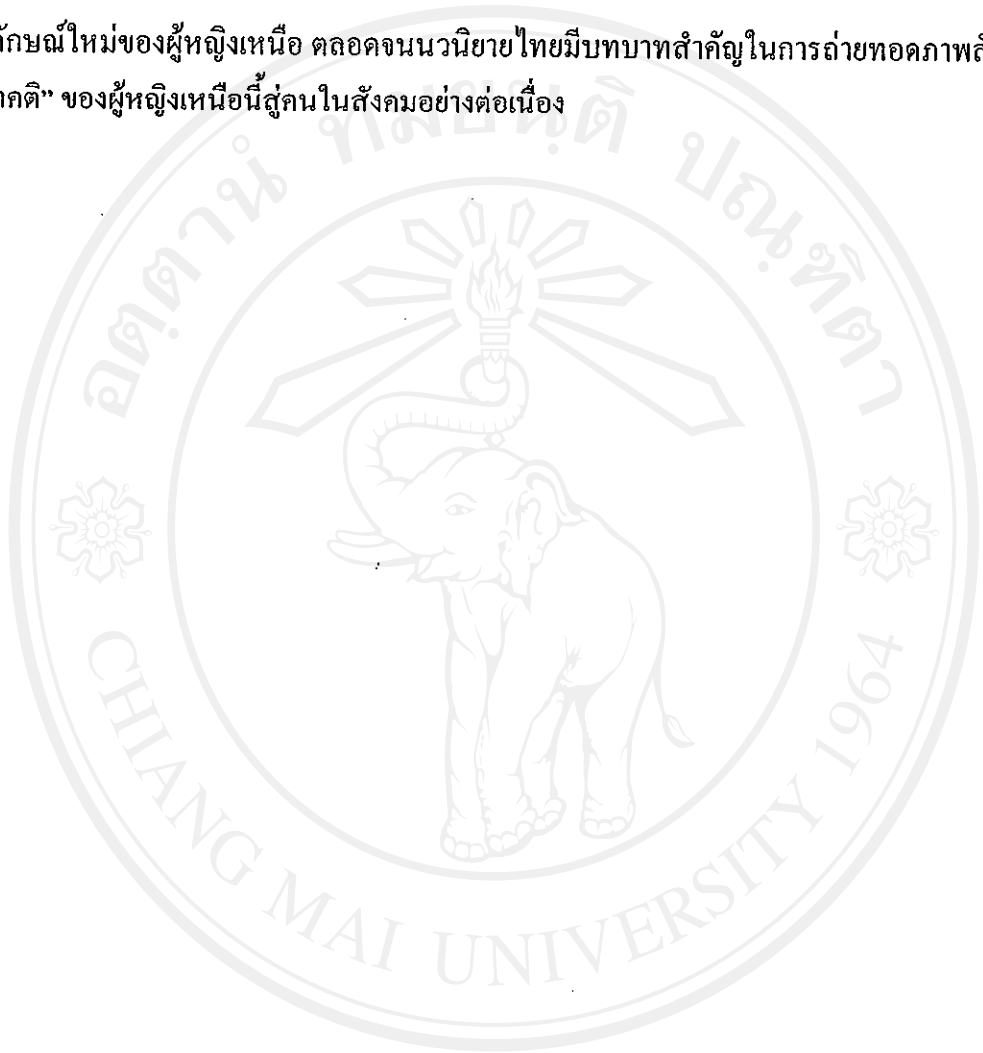 ลักษณ์ใหม่ของผู้หญิงเหนือ ตลอดจนนวนิยายไทยมีบทบาทสำคัญในการถ่ายทอดภาพ
คติ” ของผู้หญิงเหนือนี้สู่คนในสังคมอย่างต่อเนื่อง
อตฺตานํ ทมยนฺติ ปณฺฑิตา
CHIANG MAI UNIVERSITY 1964